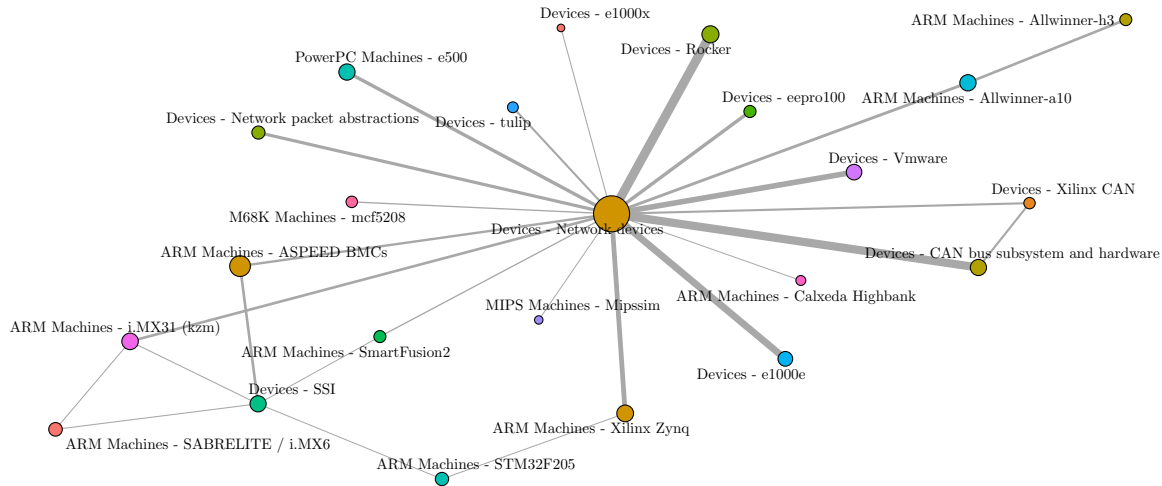 Devices - e1000x
ARM Machines - Allwinner-h3
Devices - Rocker
PowerPC Machines - e500
Devices - eepro100
ARM Machines - Allwinner-a10
Devices - Network packet abstractions
Devices - tulip
Devices - Vmware
Devices - Xilinx CAN
M68K Machines - mcf5208
Devices - Network devices
ARM Machines - ASPEED BMCs
Devices - CAN bus subsystem and hardware
ARM Machines - Calxeda Highbank
MIPS Machines - Mipssim
ARM Machines - i.MX31 (kzm)
ARM Machines - SmartFusion2
Devices - e1000e
Devices - SSI
ARM Machines - Xilinx Zynq
ARM Machines - SABRELITE / i.MX6
ARM Machines - STM32F205